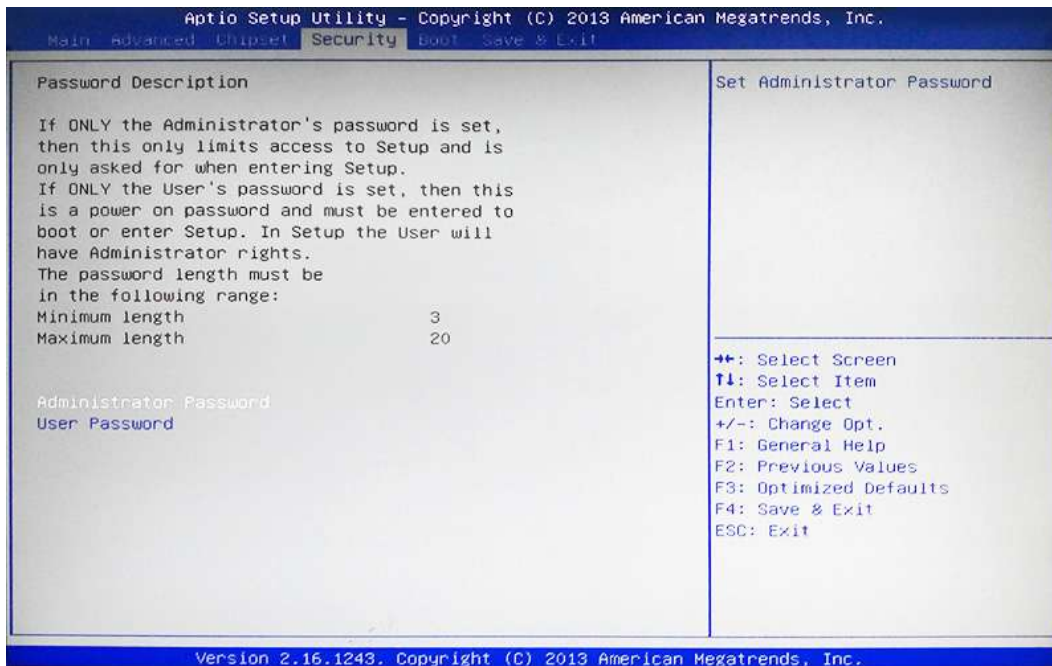 Aptio Setup Utility – Copyright (C) 2013 American Megatrends, Inc.
Main Advanced Chipset Security Boot Save & Exit
Password Description
If ONLY the Administrator's password is set,
then this only limits access to Setup and is
only asked for when entering Setup.
If ONLY the User's password is set, then this
is a power on password and must be entered to
boot or enter Setup. In Setup the User will
have Administrator rights.
The password length must be
in the following range:
Minimum length 3
Maximum length 20
Administrator Password
User Password
Set Administrator Password
→←: Select Screen
↑↓: Select Item
Enter: Select
+/-: Change Opt.
F1: General Help
F2: Previous Values
F3: Optimized Defaults
F4: Save & Exit
ESC: Exit
Version 2.16.1243. Copyright (C) 2013 American Megatrends, Inc.